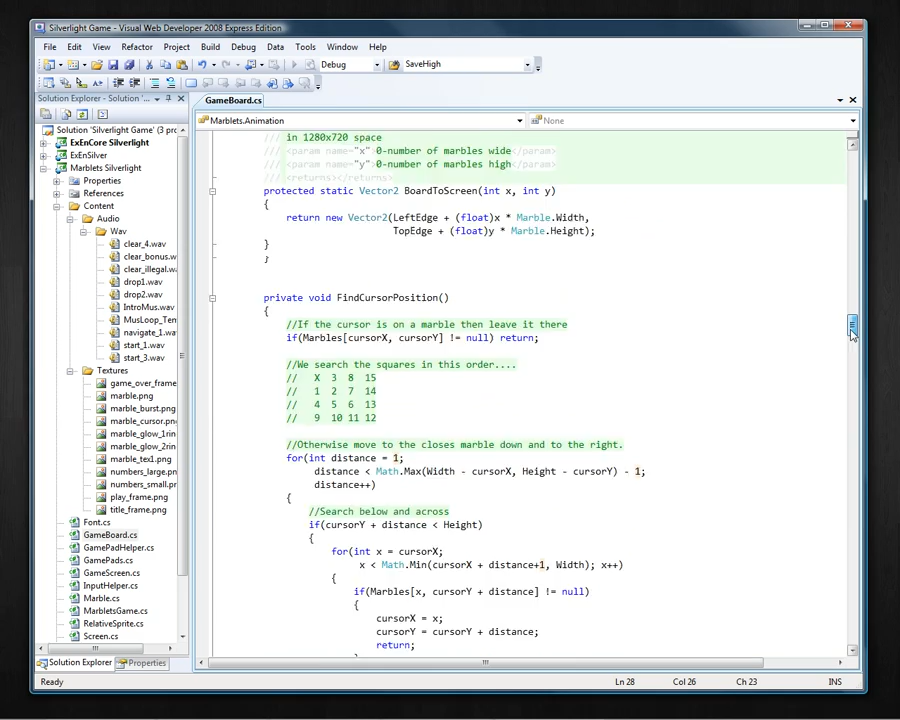 Silverlight Game - Visual Web Developer 2008 Express Edition
File Edit View Refactor Project Build Debug Data Tools Window Help
Debug SaveHigh
Solution Explorer - Solution '...
GameBoard.cs
Marblets.Animation
None
Solution 'Silverlight Game' (3 pro
ExEnCore Silverlight
ExEnSilver
Marblets Silverlight
Properties
References
Content
Audio
Wav
clear_4.wav
clear_bonus.w
clear_illegal.w
drop1.wav
drop2.wav
IntroMus.wav
MusLoop_Ten
navigate_1.wa
start_1.wav
start_3.wav
Textures
game_over_frame
marble.png
marble_burst.png
marble_cursor.png
marble_glow_1rin
marble_glow_2rin
marble_tex1.png
numbers_large.pn
numbers_small.pn
play_frame.png
title_frame.png
Font.cs
GameBoard.cs
GamePadHelper.cs
GamePads.cs
GameScreen.cs
InputHelper.cs
Marble.cs
MarbletsGame.cs
RelativeSprite.cs
Screen.cs
Solution Explorer Properties
/// in 1280x720 space
/// <param name="x">0-number of marbles wide</param>
/// <param name="y">0-number of marbles high</param>
/// <returns></returns>
protected static Vector2 BoardToScreen(int x, int y)
{
return new Vector2(LeftEdge + (float)x * Marble.Width,
TopEdge + (float)y * Marble.Height);
}
}
private void FindCursorPosition()
{
//If the cursor is on a marble then leave it there
if(Marbles[cursorX, cursorY] != null) return;
//We search the squares in this order....
// X 3 8 15
// 1 2 7 14
// 4 5 6 13
// 9 10 11 12
//Otherwise move to the closes marble down and to the right.
for(int distance = 1;
distance < Math.Max(Width - cursorX, Height - cursorY) - 1;
distance++)
{
//Search below and across
if(cursorY + distance < Height)
{
for(int x = cursorX;
x < Math.Min(cursorX + distance+1, Width); x++)
{
if(Marbles[x, cursorY + distance] != null)
{
cursorX = x;
cursorY = cursorY + distance;
return;
Ready Ln 28 Col 26 Ch 23 INS